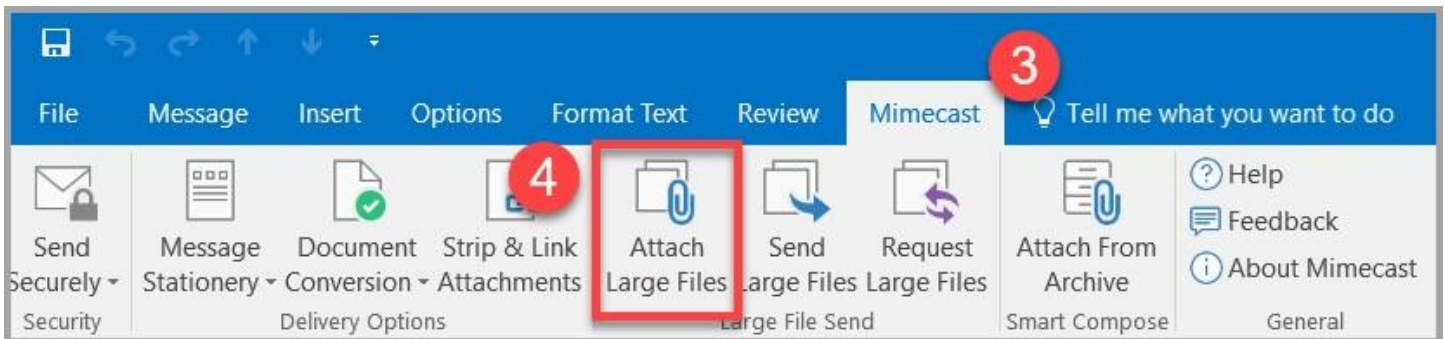 3
File Message Insert Options Format Text Review Mimecast Tell me what you want to do
4
Send Securely
Message Stationery
Document Conversion
Strip & Link Attachments
Attach Large Files
Send Large Files
Request Large Files
Attach From Archive
Help
Feedback
About Mimecast
Security Delivery Options Large File Send Smart Compose General